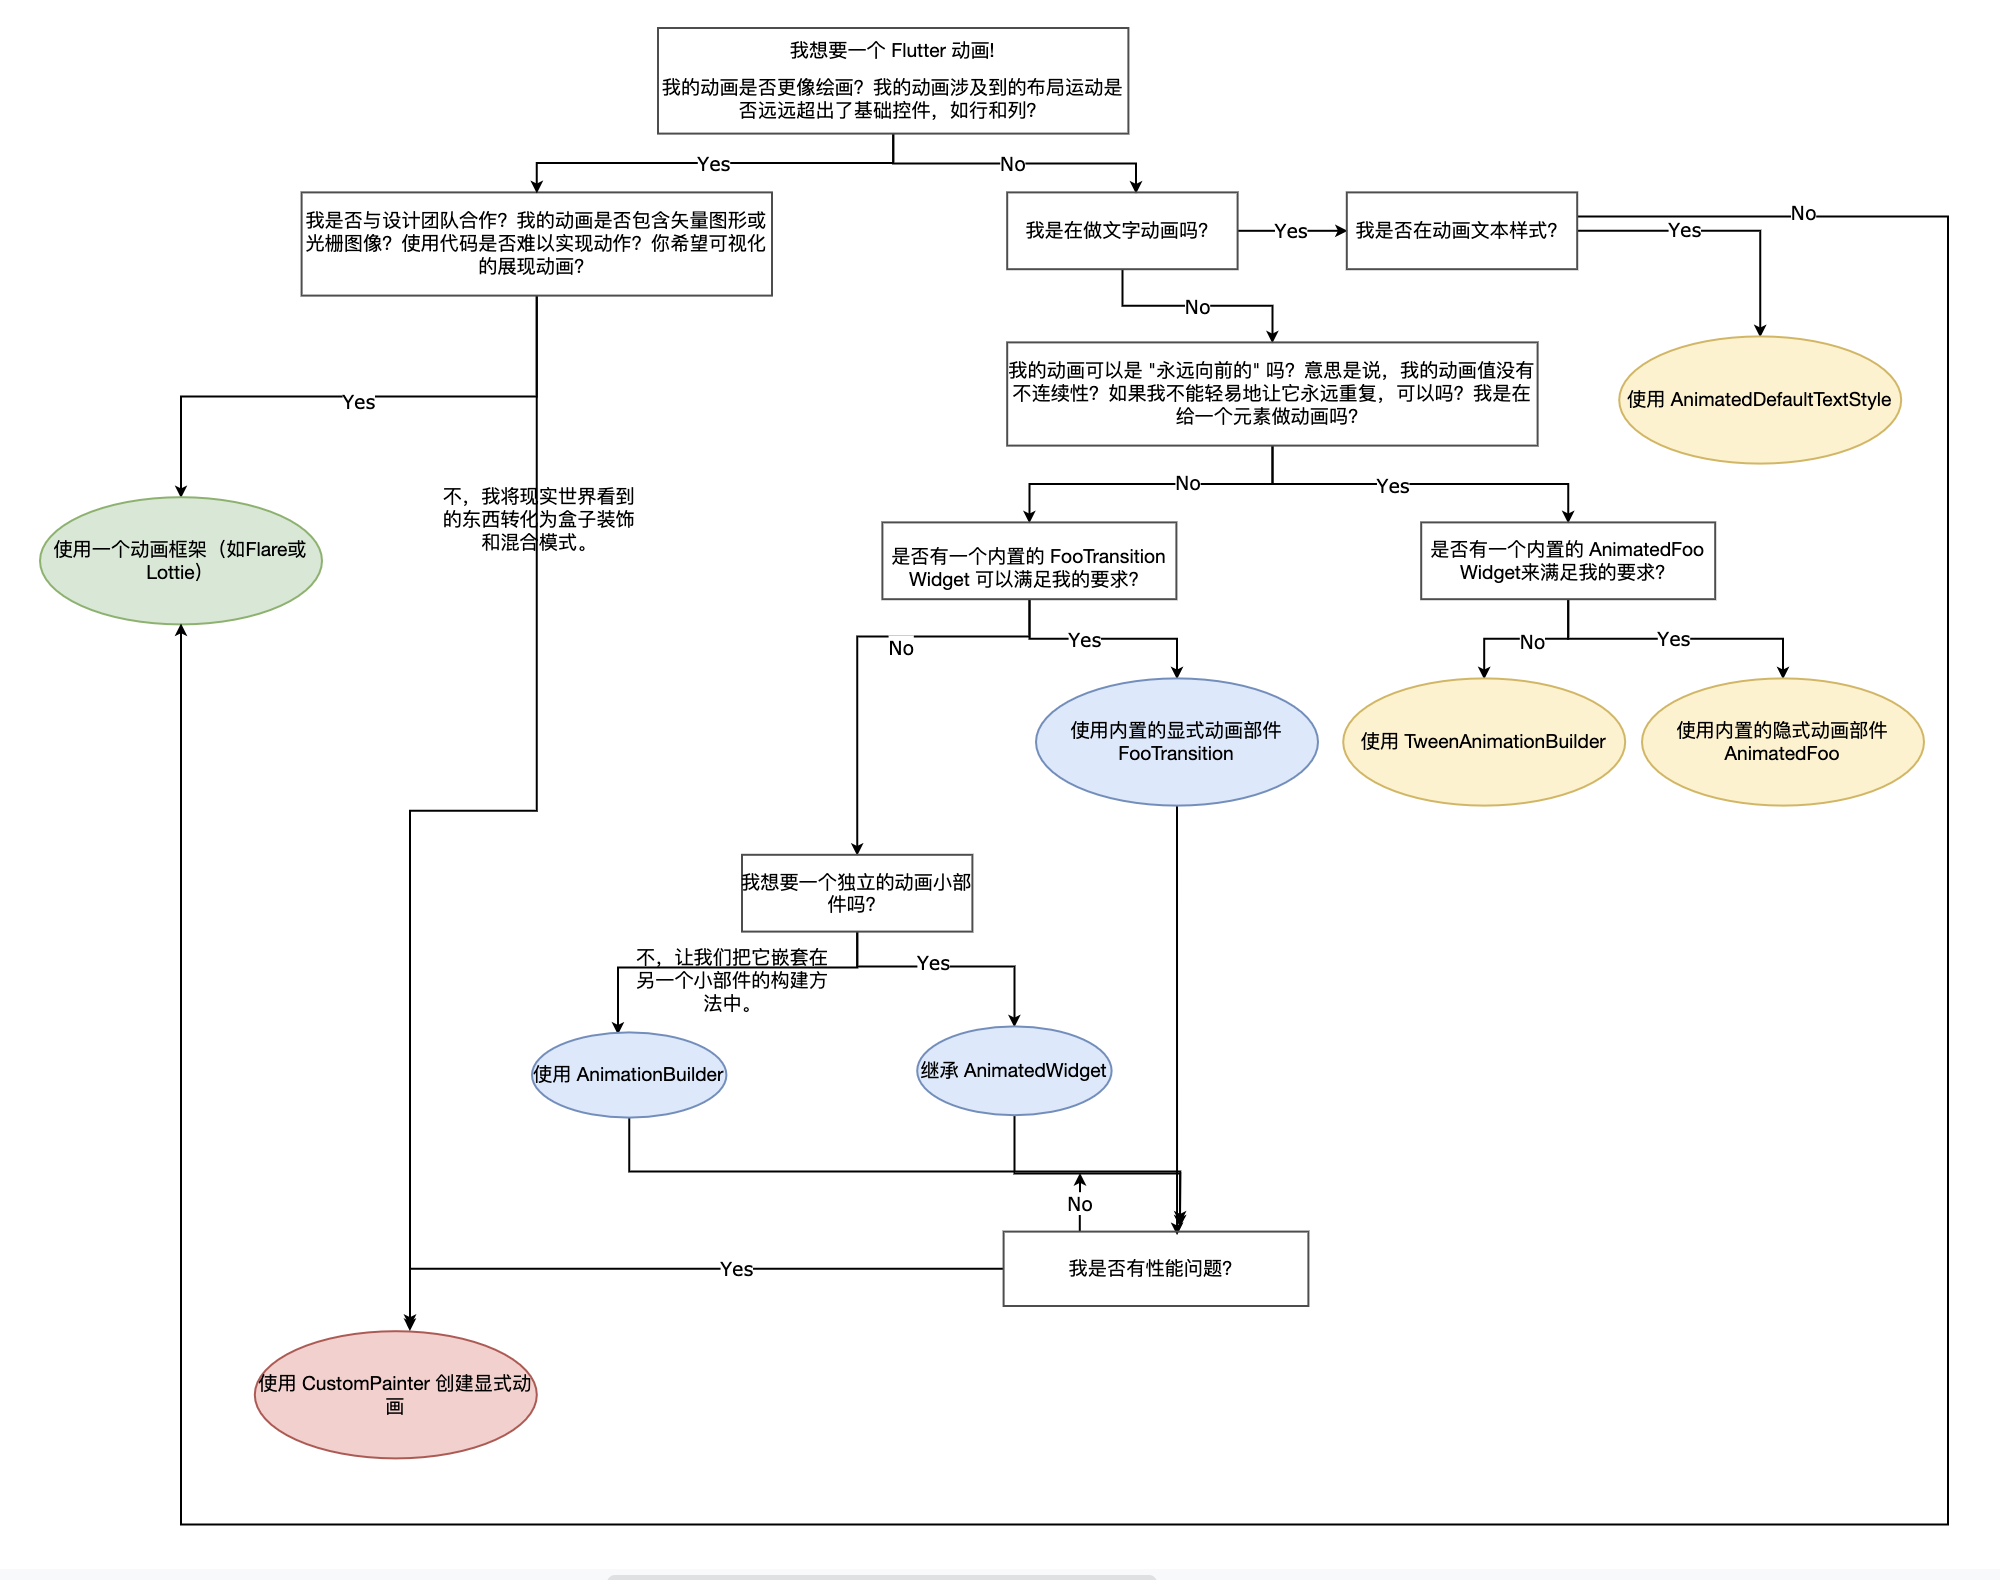 我想要一个 Flutter 动画!
我的动画是否更像绘画？我的动画涉及到的布局运动是
否远远超出了基础控件，如行和列？
Yes
No
我是否与设计团队合作？我的动画是否包含矢量图形或
光栅图像？使用代码是否难以实现动作？你希望可视化
的展现动画？
我是在做文字动画吗？
Yes
我是否在动画文本样式？
No
Yes
No
我的动画可以是 "永远向前的" 吗？意思是说，我的动画值没有
不连续性？如果我不能轻易地让它永远重复，可以吗？我是在
给一个元素做动画吗？
使用 AnimatedDefaultTextStyle
Yes
No
Yes
不，我将现实世界看到
的东西转化为盒子装饰
和混合模式。
使用一个动画框架（如Flare或
Lottie）
是否有一个内置的 FooTransition
Widget 可以满足我的要求？
是否有一个内置的 AnimatedFoo
Widget来满足我的要求？
No
Yes
No
Yes
使用内置的显式动画部件
FooTransition
使用 TweenAnimationBuilder
使用内置的隐式动画部件
AnimatedFoo
我想要一个独立的动画小部
件吗？
不，让我们把它嵌套在
另一个小部件的构建方
法中。
Yes
使用 AnimationBuilder
继承 AnimatedWidget
No
我是否有性能问题？
Yes
使用 CustomPainter 创建显式动
画